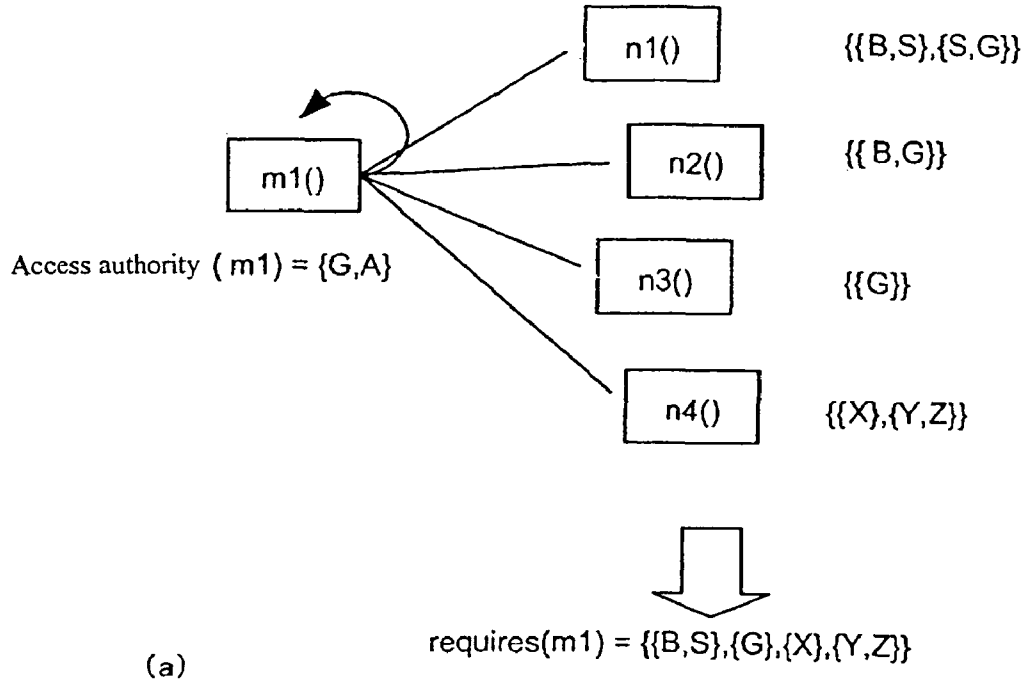 n1() {{B,S},{S,G}}
m1() n2() {{ B,G}}
Access authority ( m1) = {G,A} n3() {{G}}
n4() {{X},{Y,Z}}
requires(m1) = {{B,S},{G},{X},{Y,Z}}
(a)